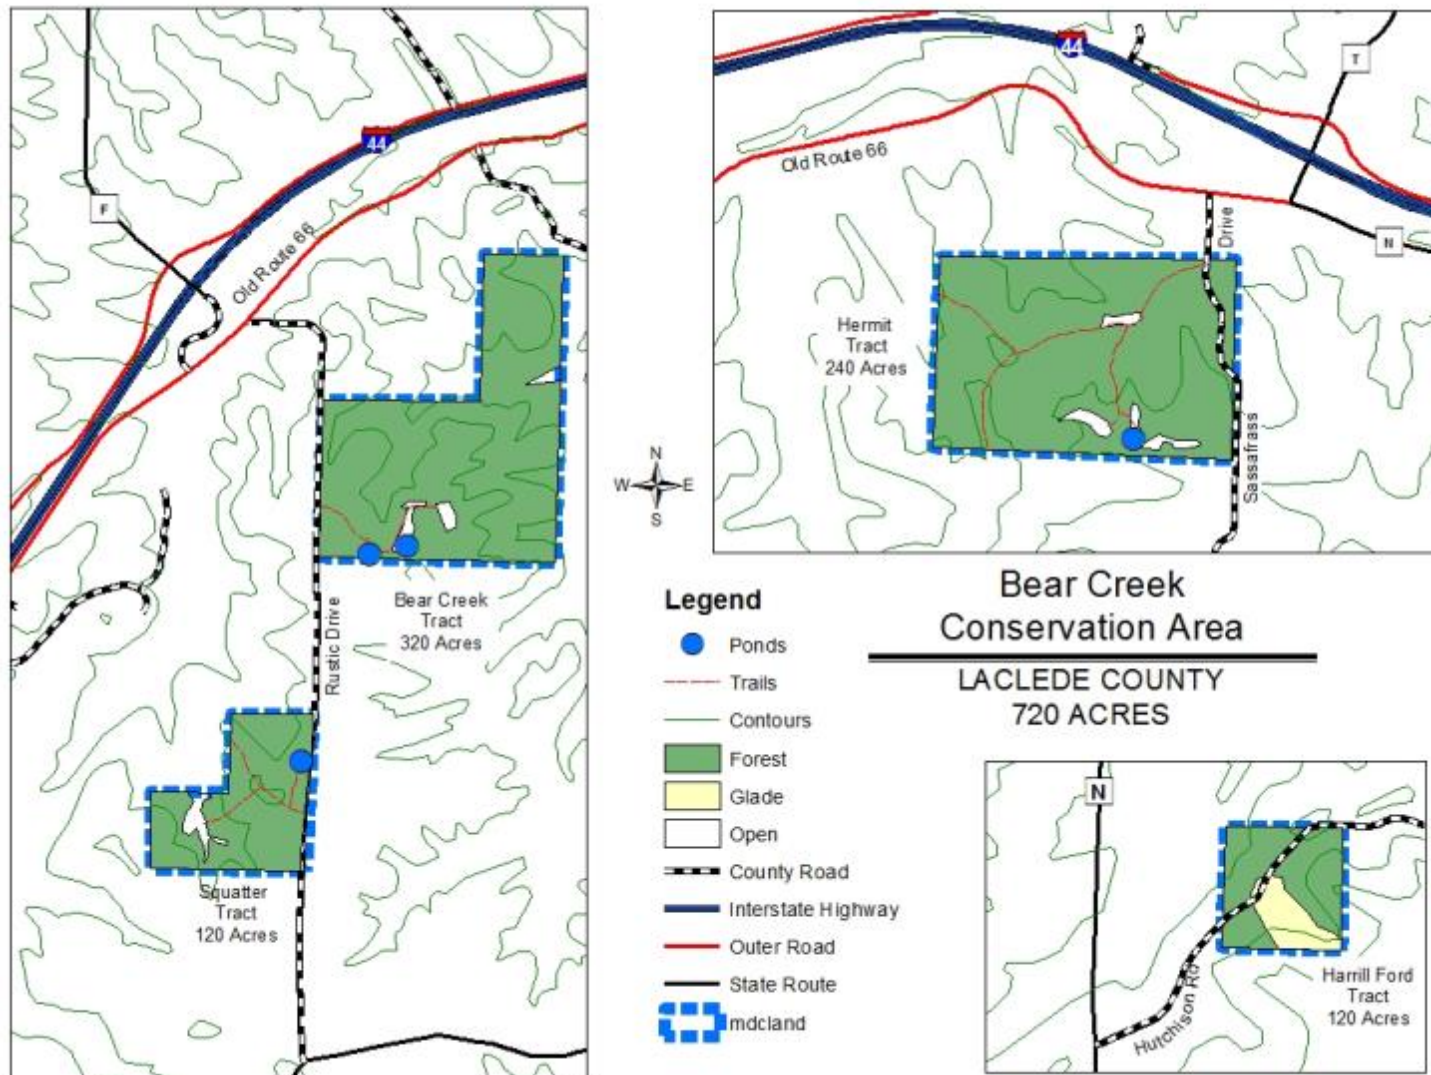 44
F
Old Route 66
Bear Creek
Tract
320 Acres
Rustic Drive
Squatter
Tract
120 Acres
44
T
Old Route 66
N
Drive
Hermit
Tract
240 Acres
Sassafrass
N
W
E
S
Bear Creek
Conservation Area
LACLEDE COUNTY
720 ACRES
Legend
Ponds
Trails
Contours
Forest
Glade
Open
County Road
Interstate Highway
Outer Road
State Route
mdcland
N
Hutchison Rd
Harrill Ford
Tract
120 Acres